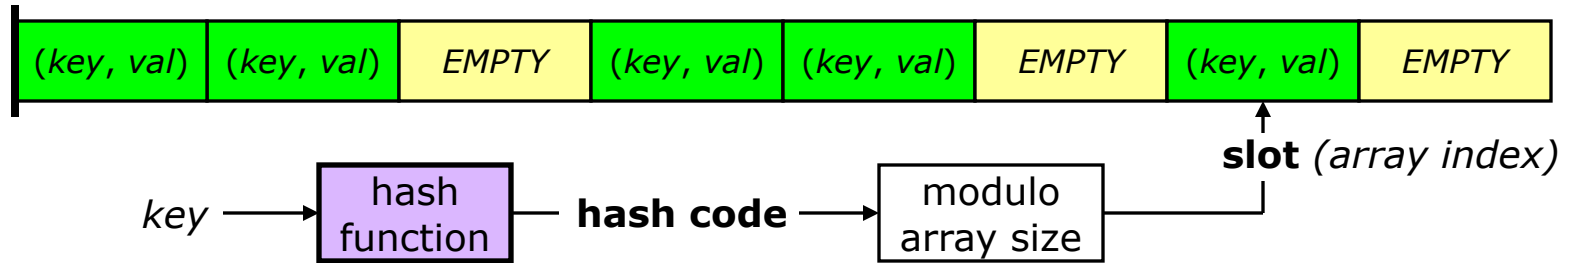 (key, val) (key, val) EMPTY (key, val) (key, val) EMPTY (key, val) EMPTY
slot (array index)
key
hash
function
hash code
modulo
array size